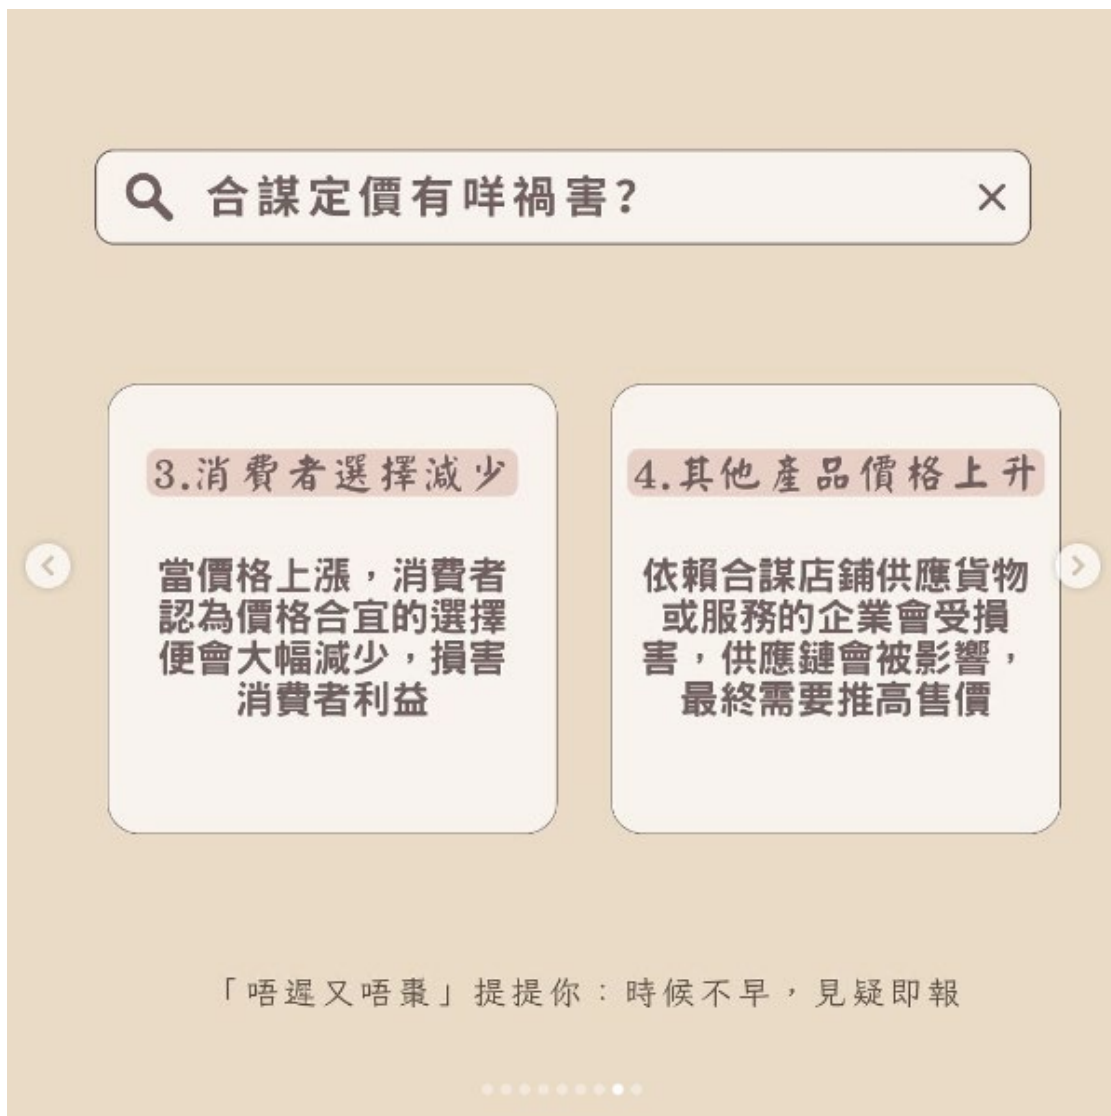 合謀定價有咩禍害?
3.消費者選擇減少
當價格上漲，消費者
認為價格合宜的選擇
便會大幅減少，損害
消費者利益
4.其他產品價格上升
依賴合謀店鋪供應貨物
或服務的企業會受損
害，供應鏈會被影響，
最終需要推高售價
「唔遲又唔棗」提提你：時候不早，見疑即報